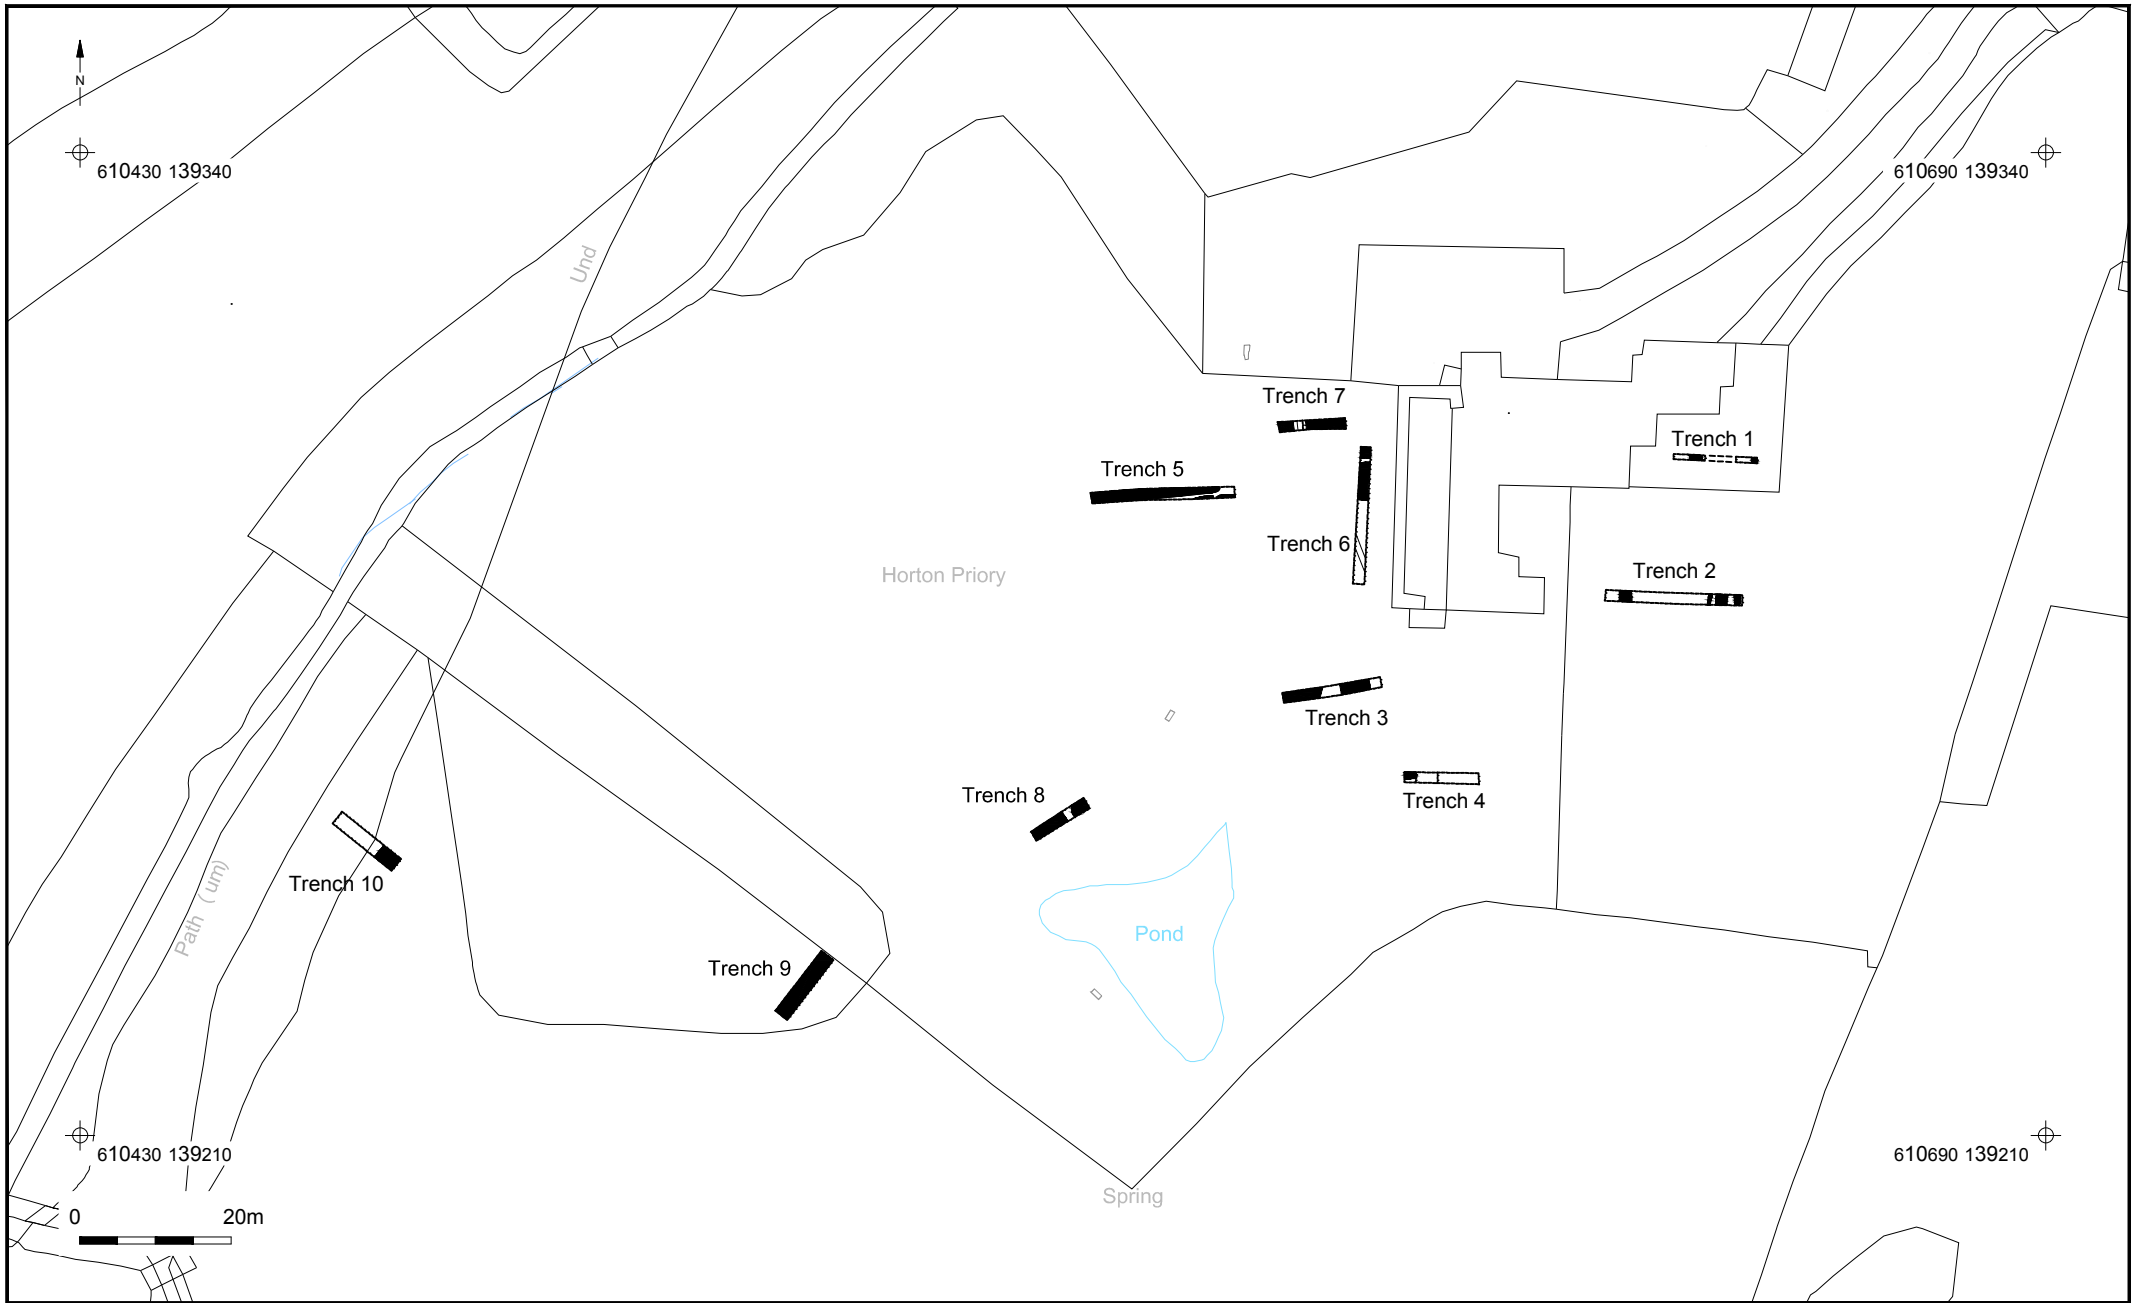 N
610430 139340
610690 139340
Und
Trench 7
Trench 1
Trench 5
Trench 6
Horton Priory
Trench 2
Trench 3
Trench 8
Trench 4
Trench 10
Path (um)
Pond
Trench 9
610430 139210
610690 139210
Spring
0 20m